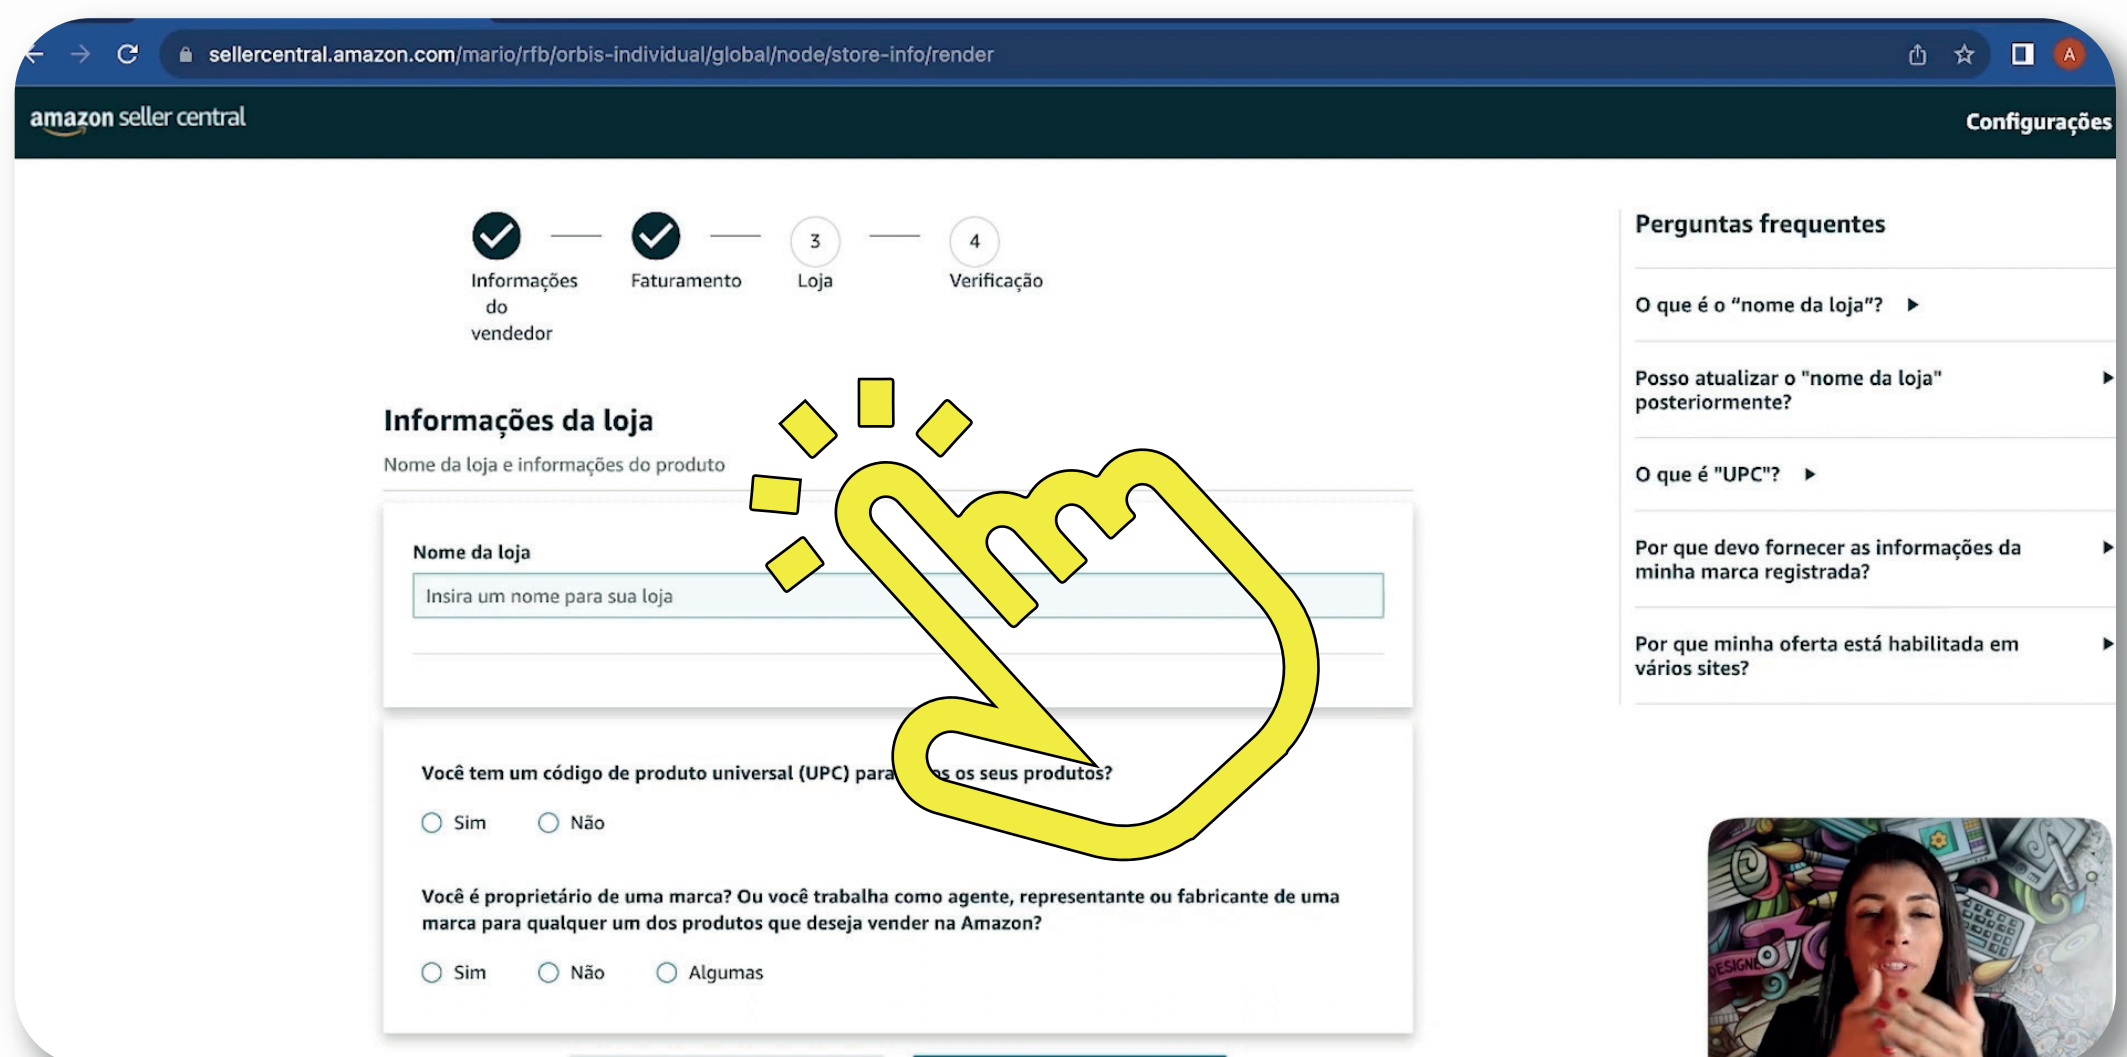 sellercentral.amazon.com/mario/rfb/orbis-individual/global/node/store-info/render
A
amazon seller central
Configurações
3
4
Informações
do
vendedor
Faturamento
Loja
Verificação
Informações da loja
Nome da loja e informações do produto
Nome da loja
Insira um nome para sua loja
Você tem um código de produto universal (UPC) para os seus produtos?
Sim
Não
Você é proprietário de uma marca? Ou você trabalha como agente, representante ou fabricante de uma
marca para qualquer um dos produtos que deseja vender na Amazon?
Sim
Não
Algumas
Perguntas frequentes
O que é o “nome da loja”?
Posso atualizar o "nome da loja"
posteriormente?
O que é "UPC"?
Por que devo fornecer as informações da
minha marca registrada?
Por que minha oferta está habilitada em
vários sites?